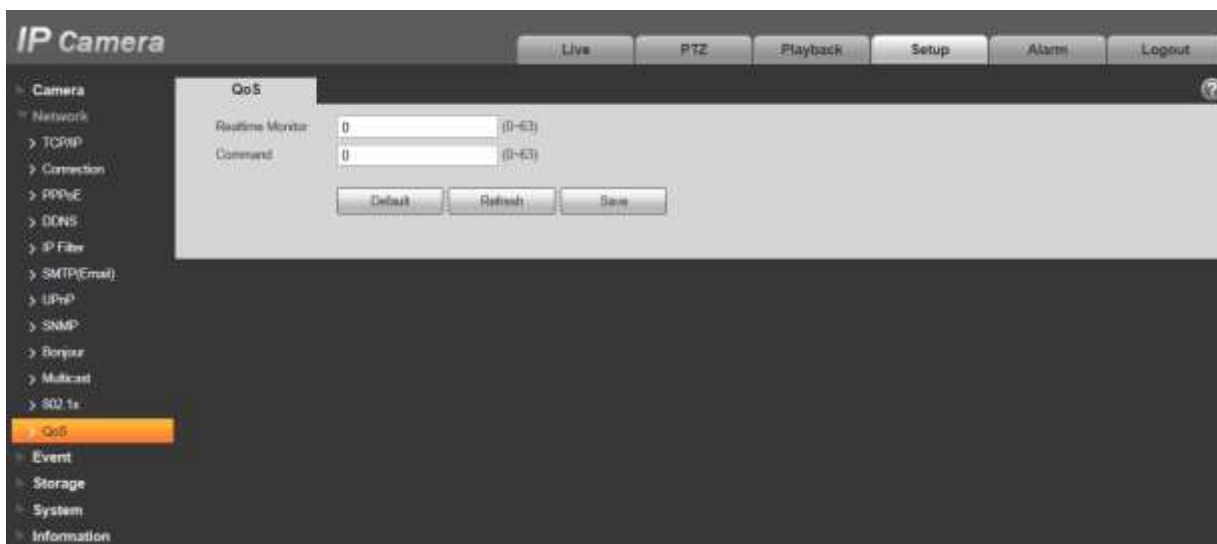 IP Camera
Live
PTZ
Playback
Setup
Alarm
Logout
Camera
Network
TCP/IP
Connection
PPPoE
DDNS
IP Filter
SMTP(Email)
UPnP
SNMP
Bonjour
Multicast
802.1x
QoS
Event
Storage
System
Information
QoS
?
Realtime Monitor 0 (0~63)
Command 0 (0~63)
Default Refresh Save